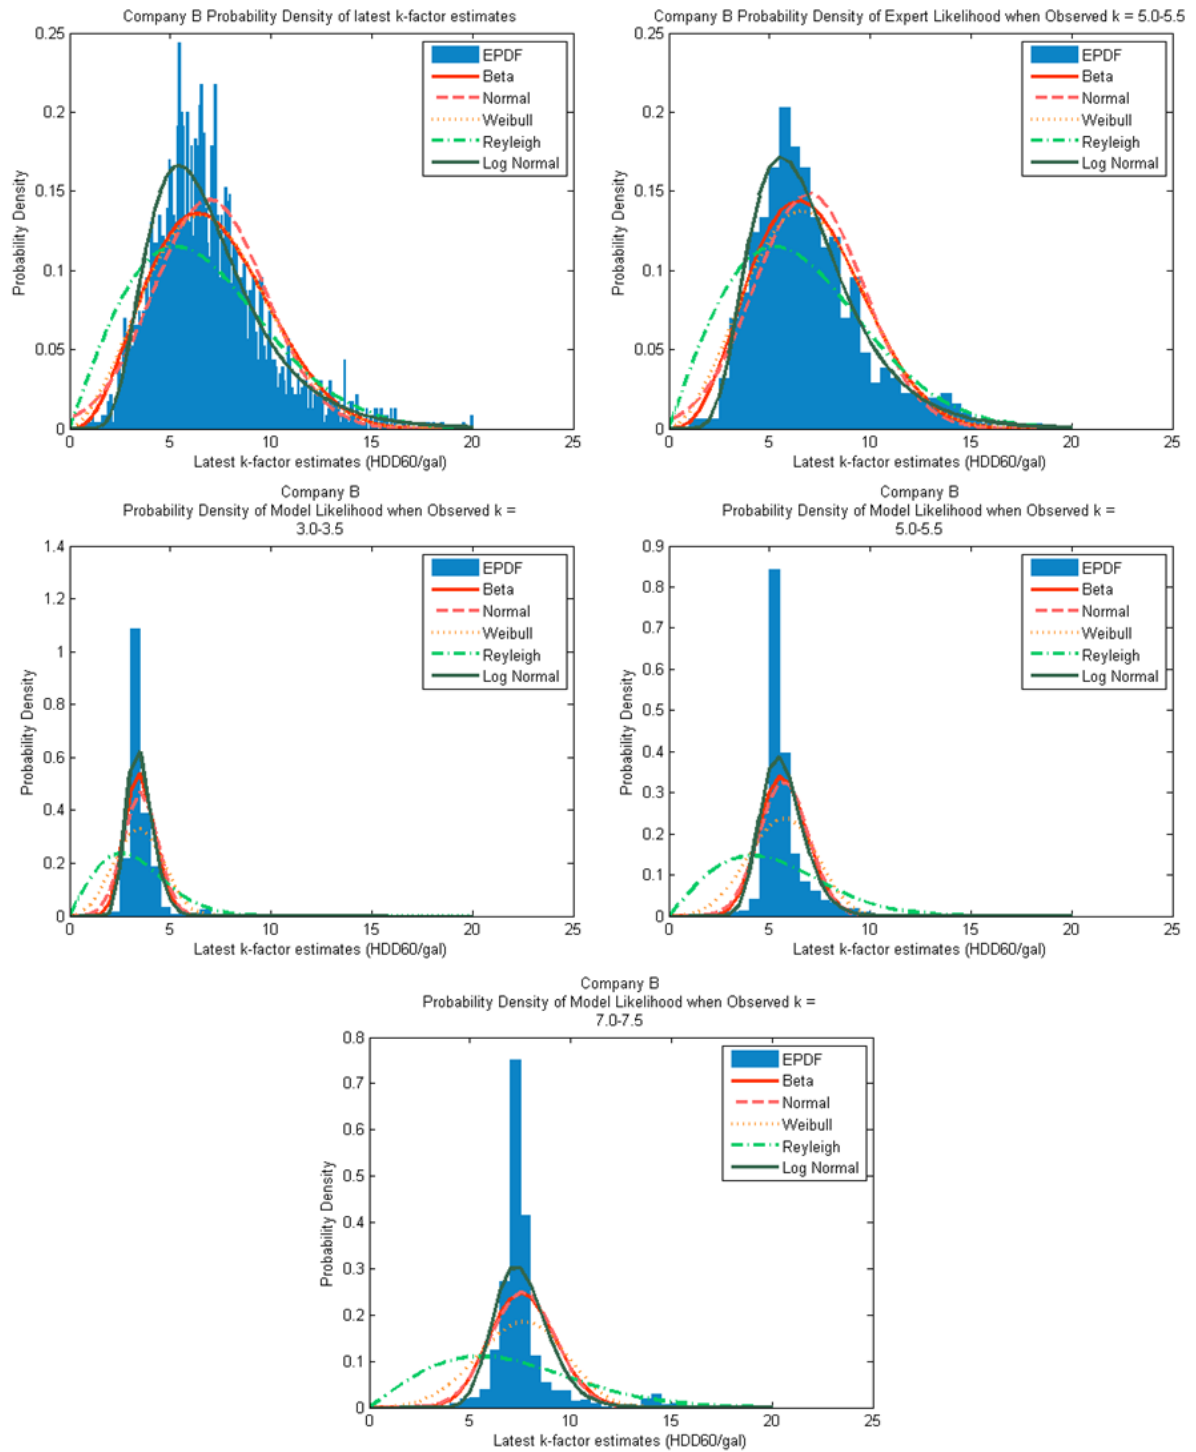 Company B Probability Density of latest k-factor estimates
0.25
0.2
0.15
0.1
0.05
0
Probability Density
EPDF
Beta
Normal
Weibull
Reyleigh
Log Normal
0 5 10 15 20 25
Latest k-factor estimates (HDD60/gal)
Company B Probability Density of Expert Likelihood when Observed k = 5.0-5.5
0.25
0.2
0.15
0.1
0.05
0
Probability Density
EPDF
Beta
Normal
Weibull
Reyleigh
Log Normal
0 5 10 15 20 25
Latest k-factor estimates (HDD60/gal)
Company B
Probability Density of Model Likelihood when Observed k =
3.0-3.5
1.4
1.2
1
0.8
0.6
0.4
0.2
0
Probability Density
EPDF
Beta
Normal
Weibull
Reyleigh
Log Normal
0 5 10 15 20 25
Latest k-factor estimates (HDD60/gal)
Company B
Probability Density of Model Likelihood when Observed k =
5.0-5.5
0.9
0.8
0.7
0.6
0.5
0.4
0.3
0.2
0.1
0
Probability Density
EPDF
Beta
Normal
Weibull
Reyleigh
Log Normal
0 5 10 15 20 25
Latest k-factor estimates (HDD60/gal)
Company B
Probability Density of Model Likelihood when Observed k =
7.0-7.5
0.8
0.7
0.6
0.5
0.4
0.3
0.2
0.1
0
Probability Density
EPDF
Beta
Normal
Weibull
Reyleigh
Log Normal
0 5 10 15 20 25
Latest k-factor estimates (HDD60/gal)